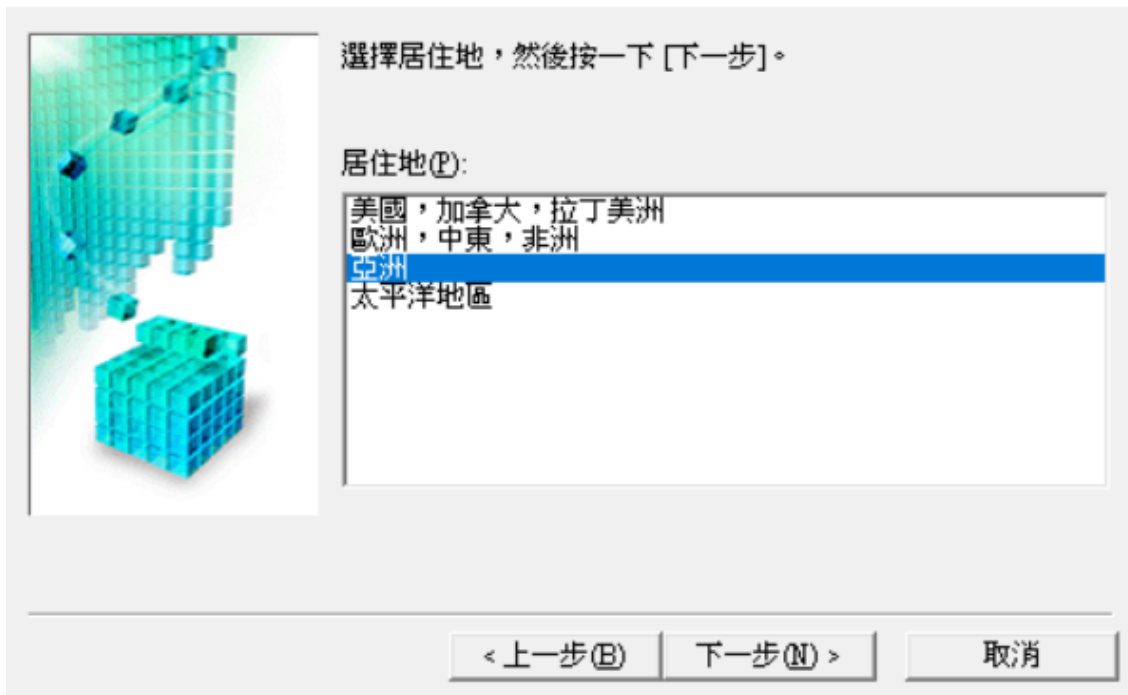 選擇居住地，然後按一下 [下一步]。
居住地(P):
美國，加拿大，拉丁美洲
歐洲，中東，非洲
亞洲
太平洋地區
< 上一步(B)
下一步(N) >
取消